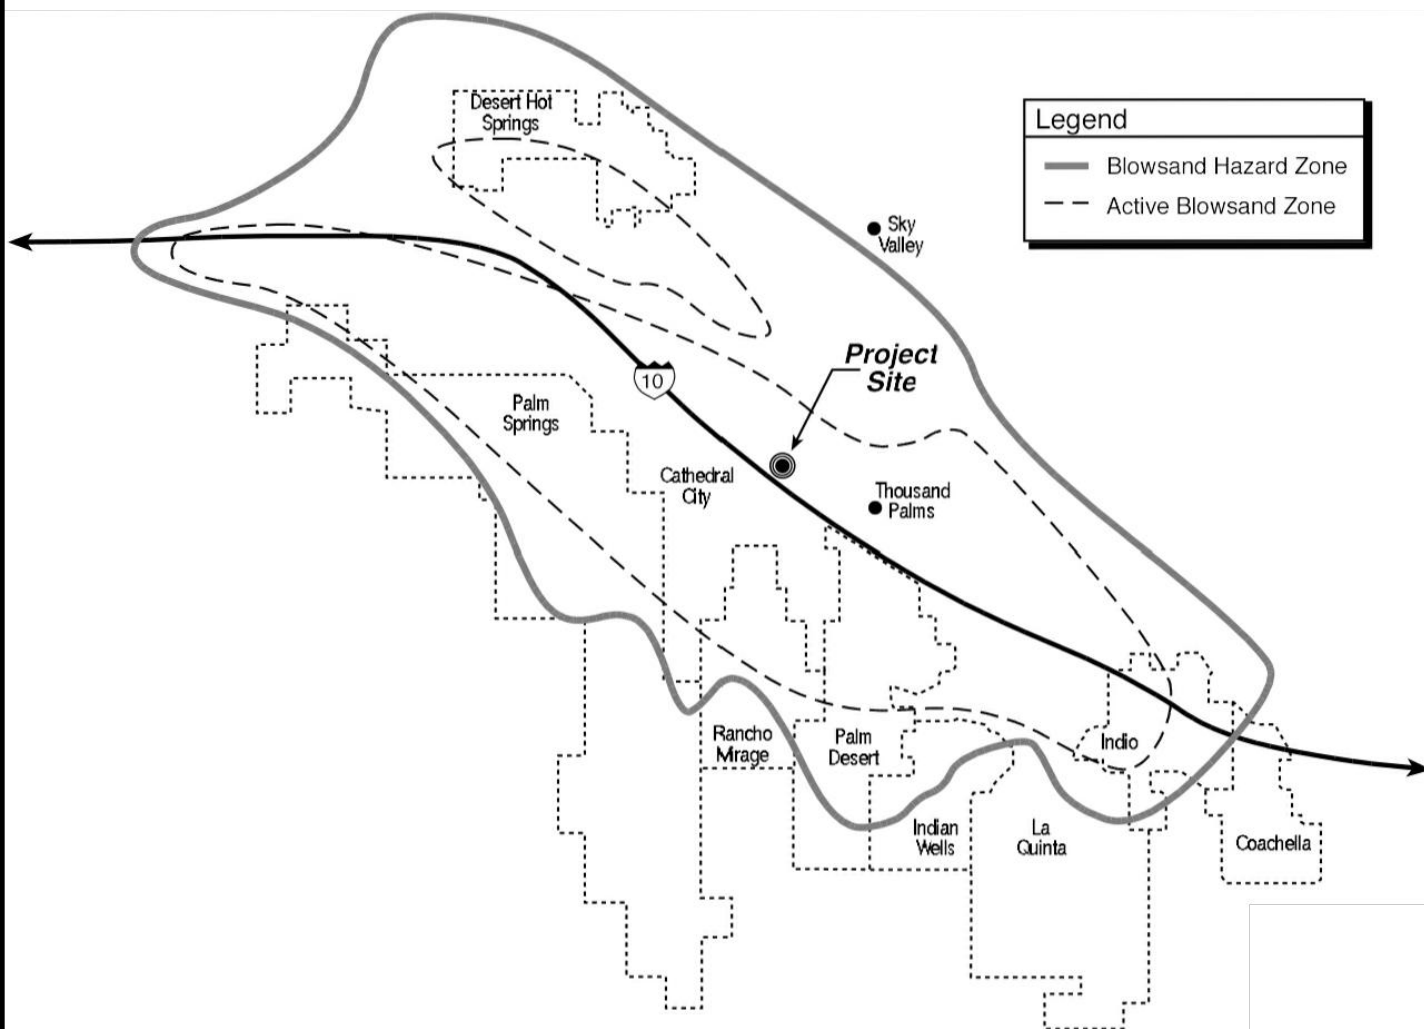 Desert Hot
Springs
Legend
Blowsand Hazard Zone
Active Blowsand Zone
Sky
Valley
Project
Site
10
Palm
Springs
Cathedral
City
Thousand
Palms
Rancho
Mirage
Palm
Desert
Indio
Indian
Wells
La
Quinta
Coachella